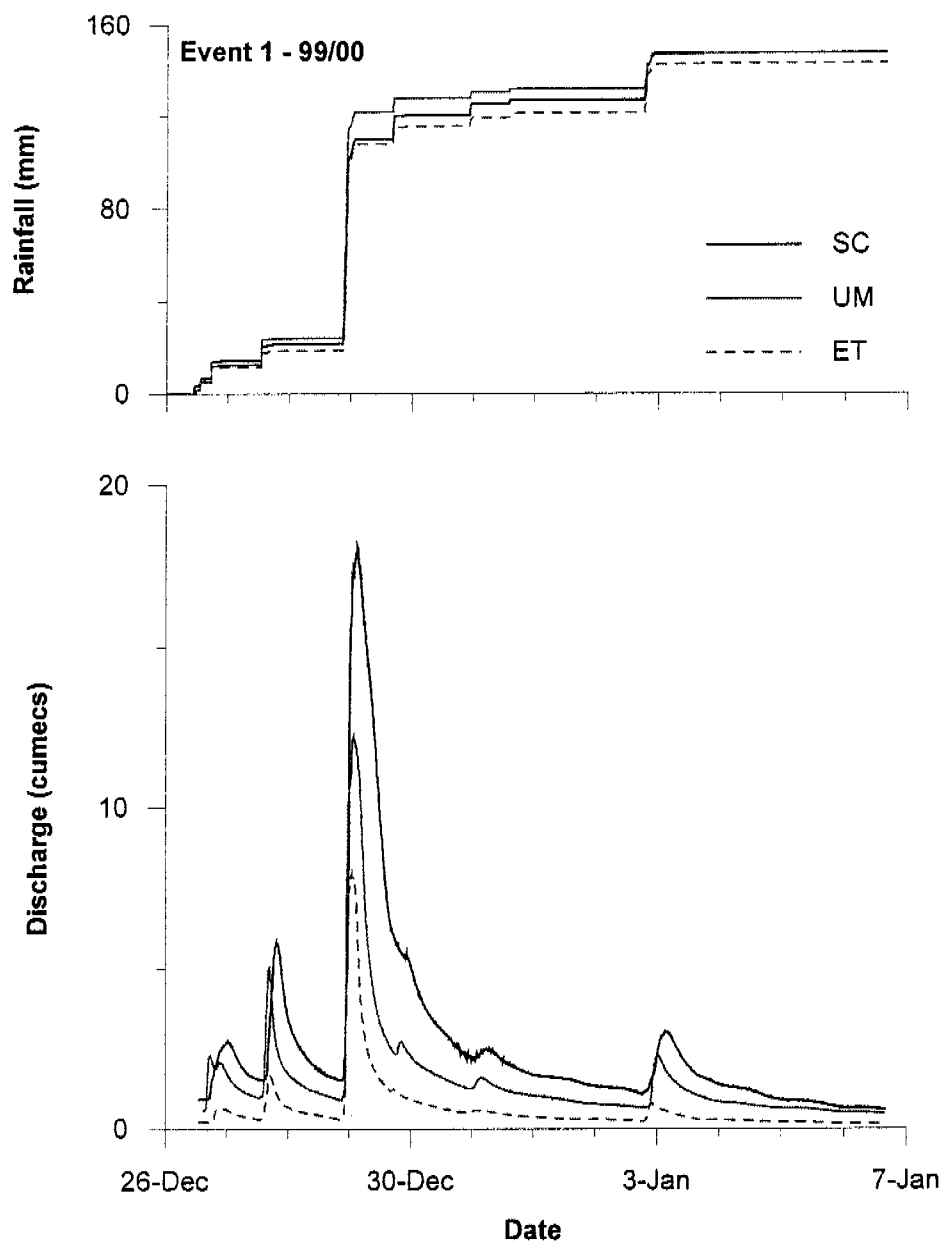 160
Event 1 - 99/00
Rainfall (mm)
80
SC
UM
ET
0
20
Discharge (cumecs)
10
0
26-Dec
30-Dec
3-Jan
7-Jan
Date